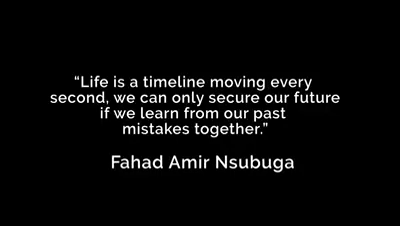 “Life is a timeline moving every
second, we can only secure our future
if we learn from our past
mistakes together.”
Fahad Amir Nsubuga